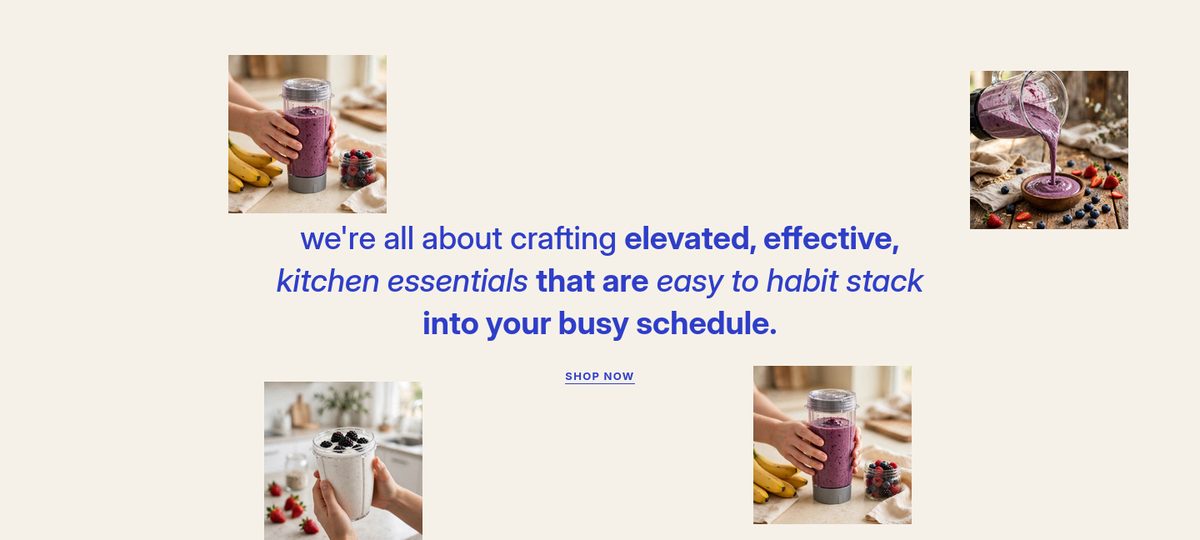 we're all about crafting elevated, effective,
kitchen essentials that are easy to habit stack
into your busy schedule.
SHOP NOW